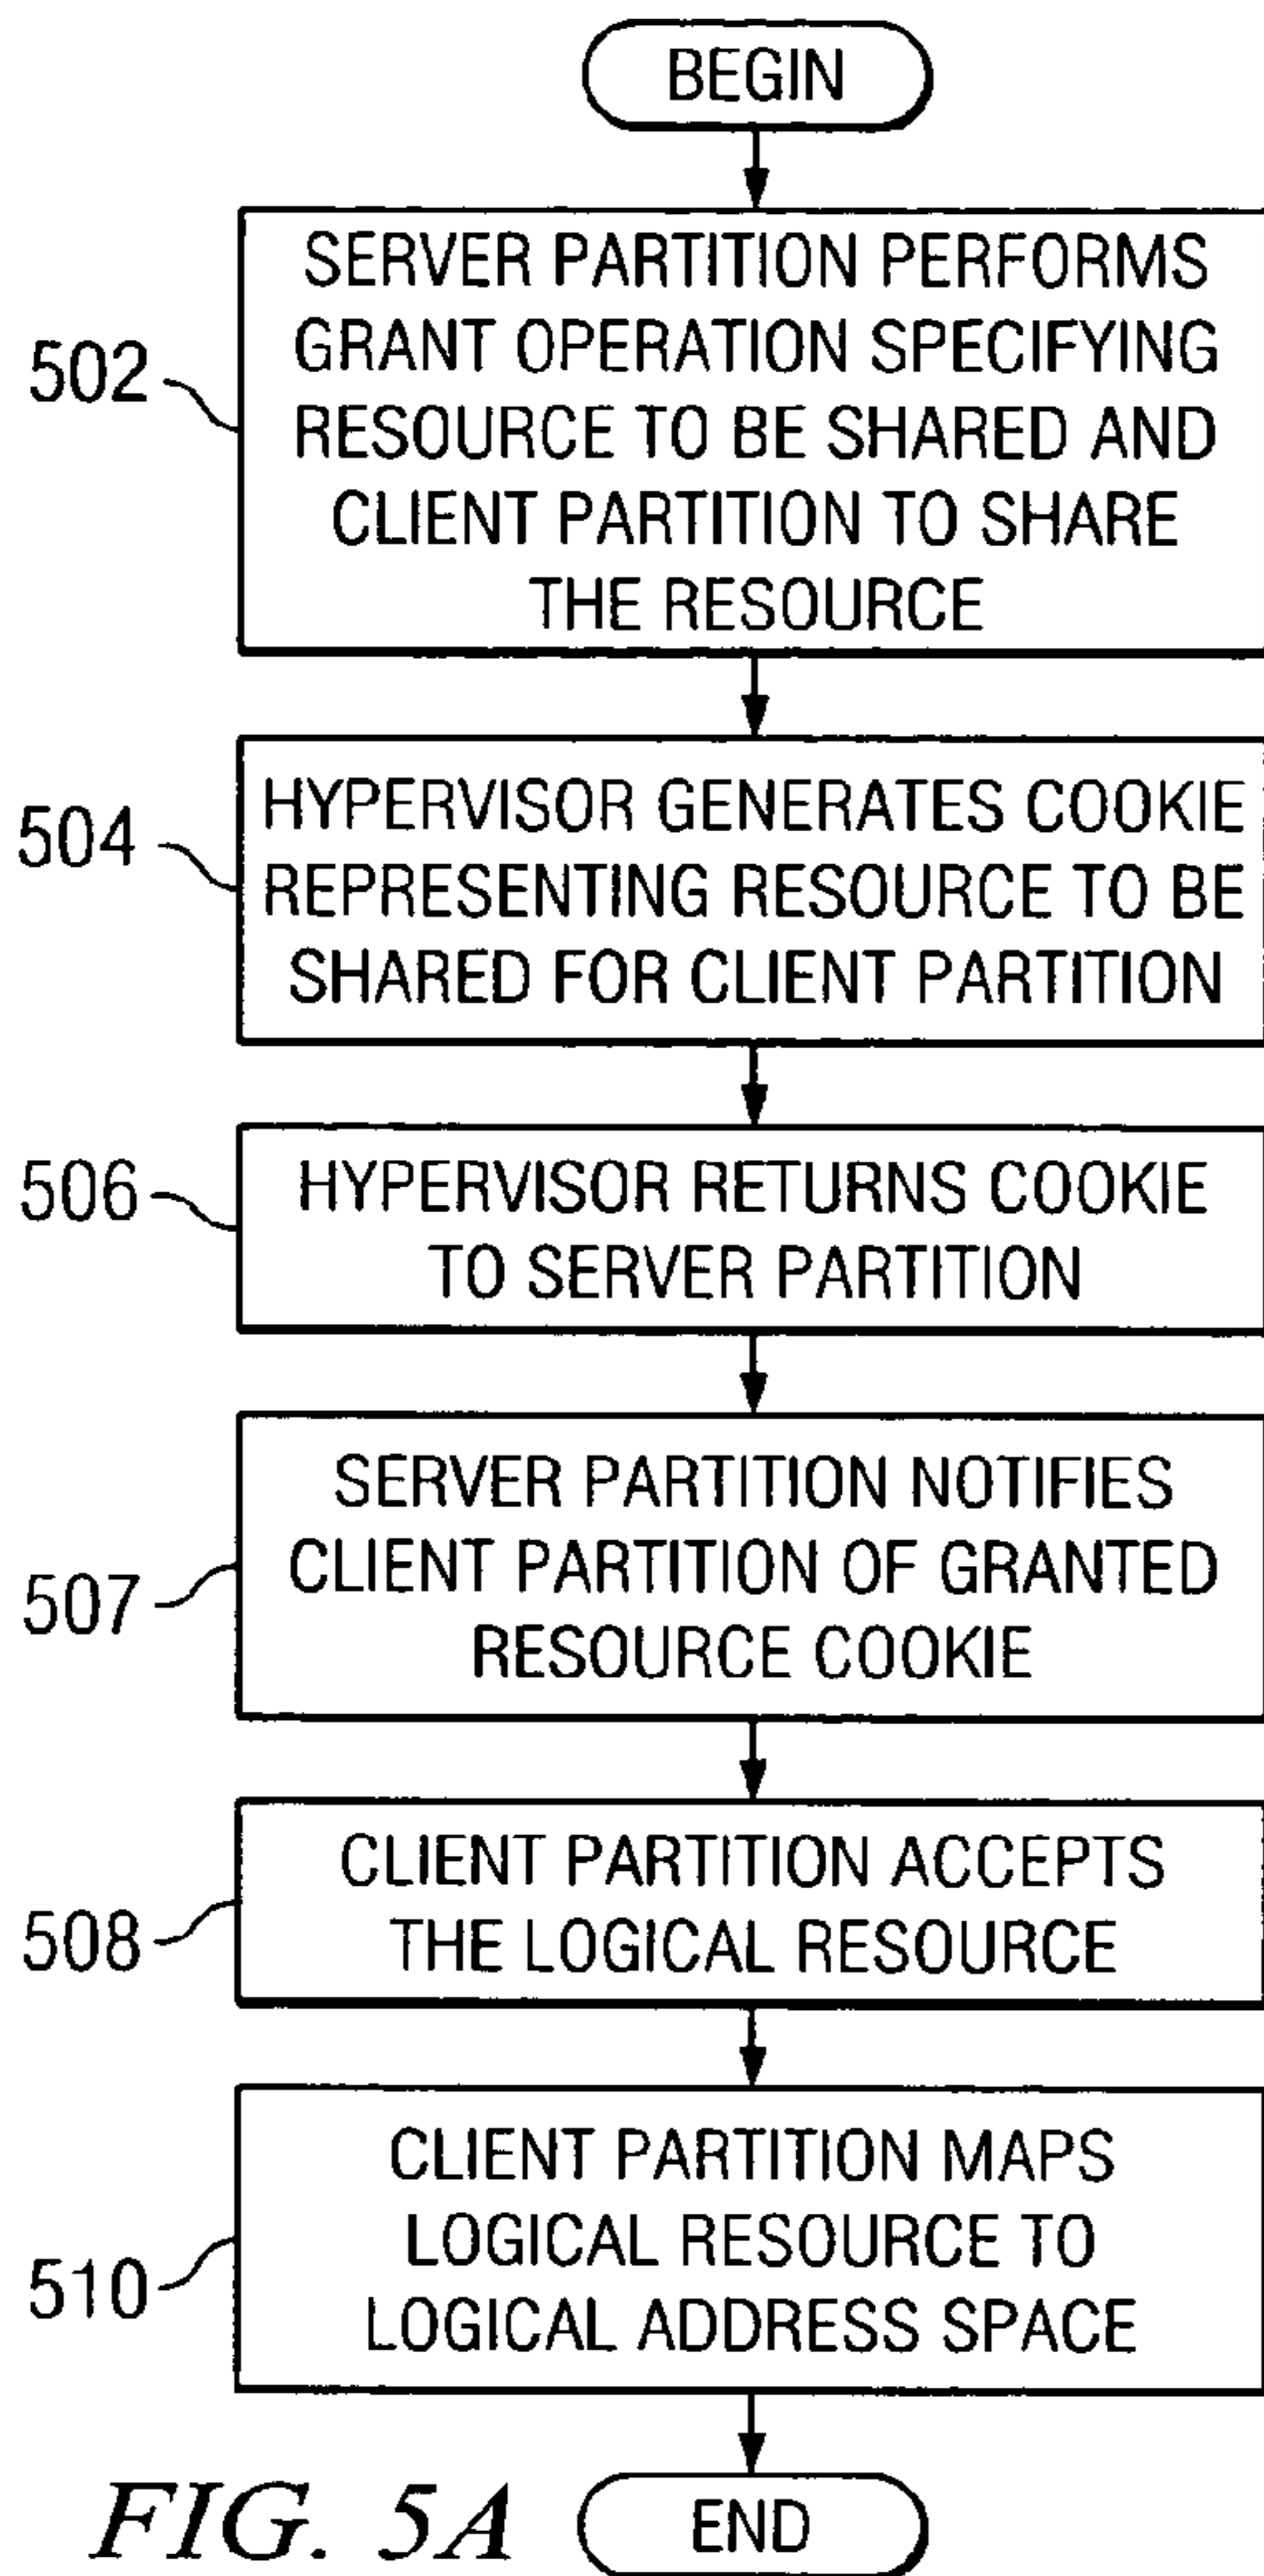 BEGIN
502
SERVER PARTITION PERFORMS
GRANT OPERATION SPECIFYING
RESOURCE TO BE SHARED AND
CLIENT PARTITION TO SHARE
THE RESOURCE
504
HYPERVISOR GENERATES COOKIE
REPRESENTING RESOURCE TO BE
SHARED FOR CLIENT PARTITION
506
HYPERVISOR RETURNS COOKIE
TO SERVER PARTITION
507
SERVER PARTITION NOTIFIES
CLIENT PARTITION OF GRANTED
RESOURCE COOKIE
508
CLIENT PARTITION ACCEPTS
THE LOGICAL RESOURCE
510
CLIENT PARTITION MAPS
LOGICAL RESOURCE TO
LOGICAL ADDRESS SPACE
FIG. 5A
END